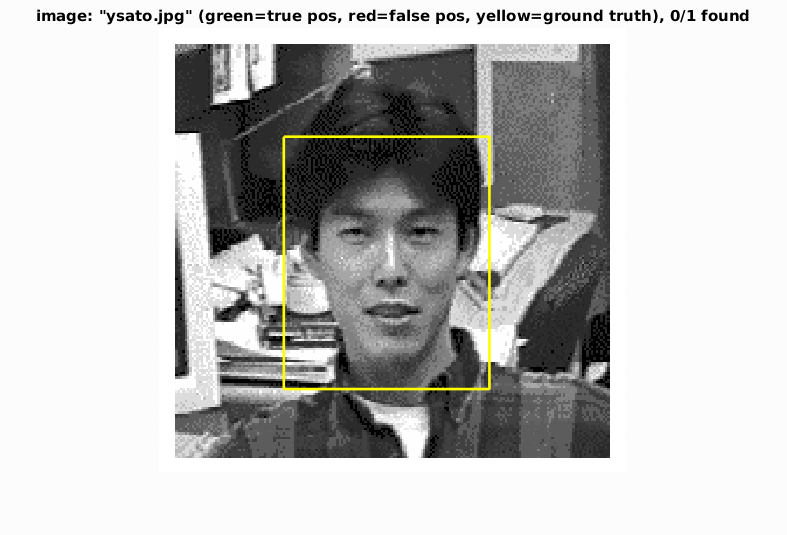 image: "ysato.jpg" (green=true pos, red=false pos, yellow=ground truth), 0/1 found